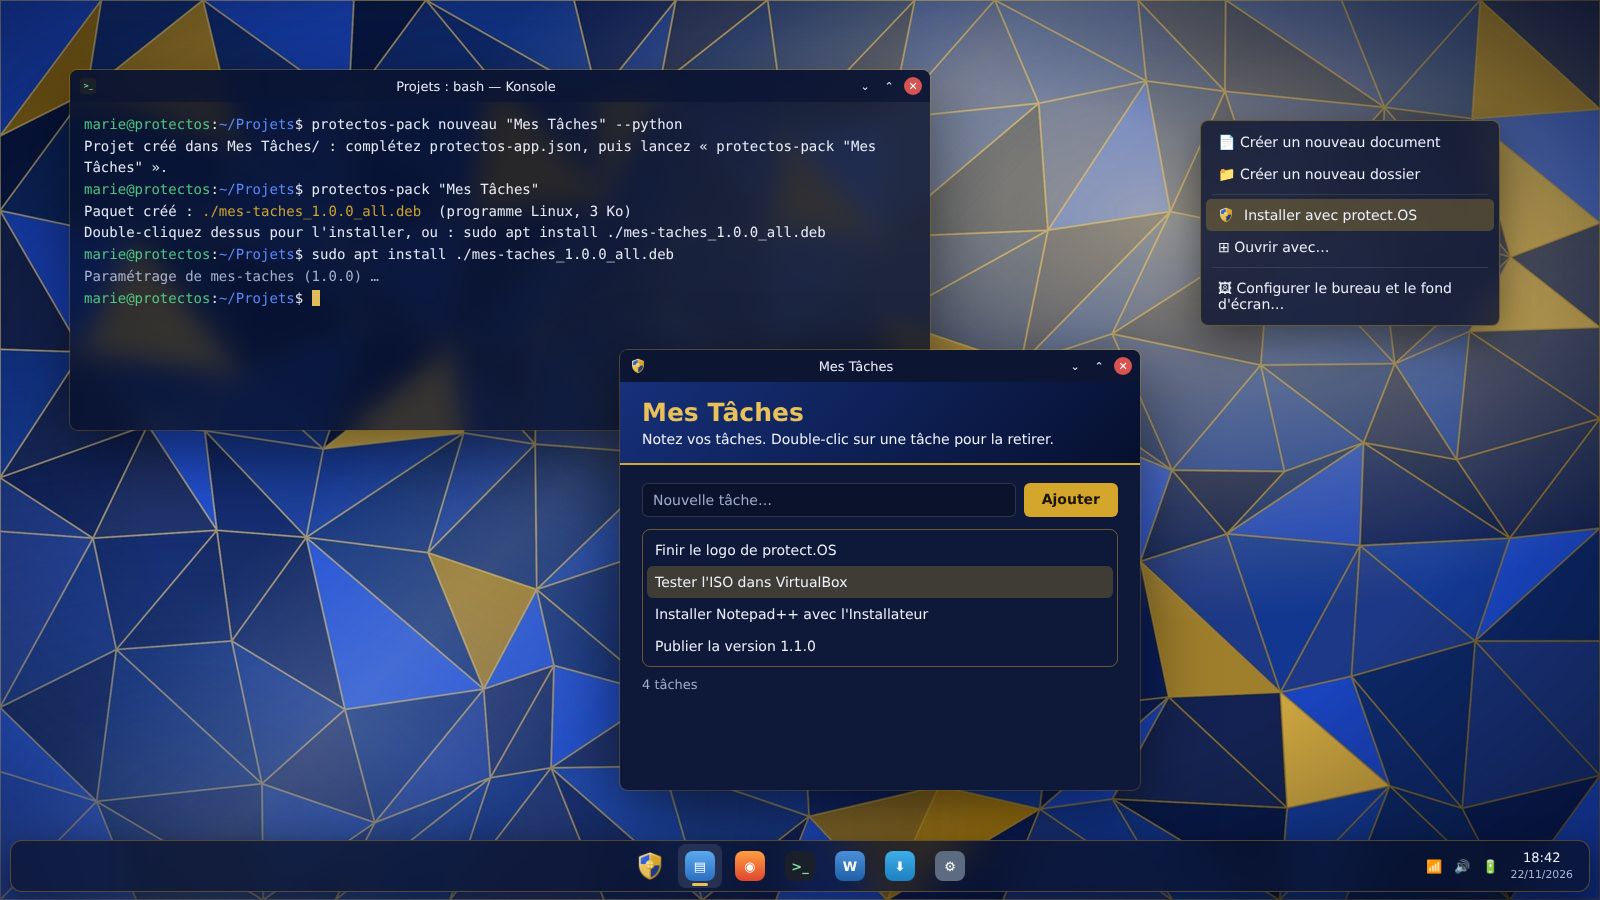 Projets : bash — Konsole
marie@protectos:~/Projets$ protectos-pack nouveau "Mes Tâches" --python
Projet créé dans Mes Tâches/ : complétez protectos-app.json, puis lancez « protectos-pack "Mes
Tâches" ».
marie@protectos:~/Projets$ protectos-pack "Mes Tâches"
Paquet créé : ./mes-taches_1.0.0_all.deb  (programme Linux, 3 Ko)
Double-cliquez dessus pour l'installer, ou : sudo apt install ./mes-taches_1.0.0_all.deb
marie@protectos:~/Projets$ sudo apt install ./mes-taches_1.0.0_all.deb
Paramétrage de mes-taches (1.0.0) …
marie@protectos:~/Projets$
Créer un nouveau document
Créer un nouveau dossier
Installer avec protect.OS
Ouvrir avec…
Configurer le bureau et le fond
d'écran…
Mes Tâches
Mes Tâches
Notez vos tâches. Double-clic sur une tâche pour la retirer.
Nouvelle tâche…
Ajouter
Finir le logo de protect.OS
Tester l'ISO dans VirtualBox
Installer Notepad++ avec l'Installateur
Publier la version 1.1.0
4 tâches
>_
W
18:42
22/11/2026